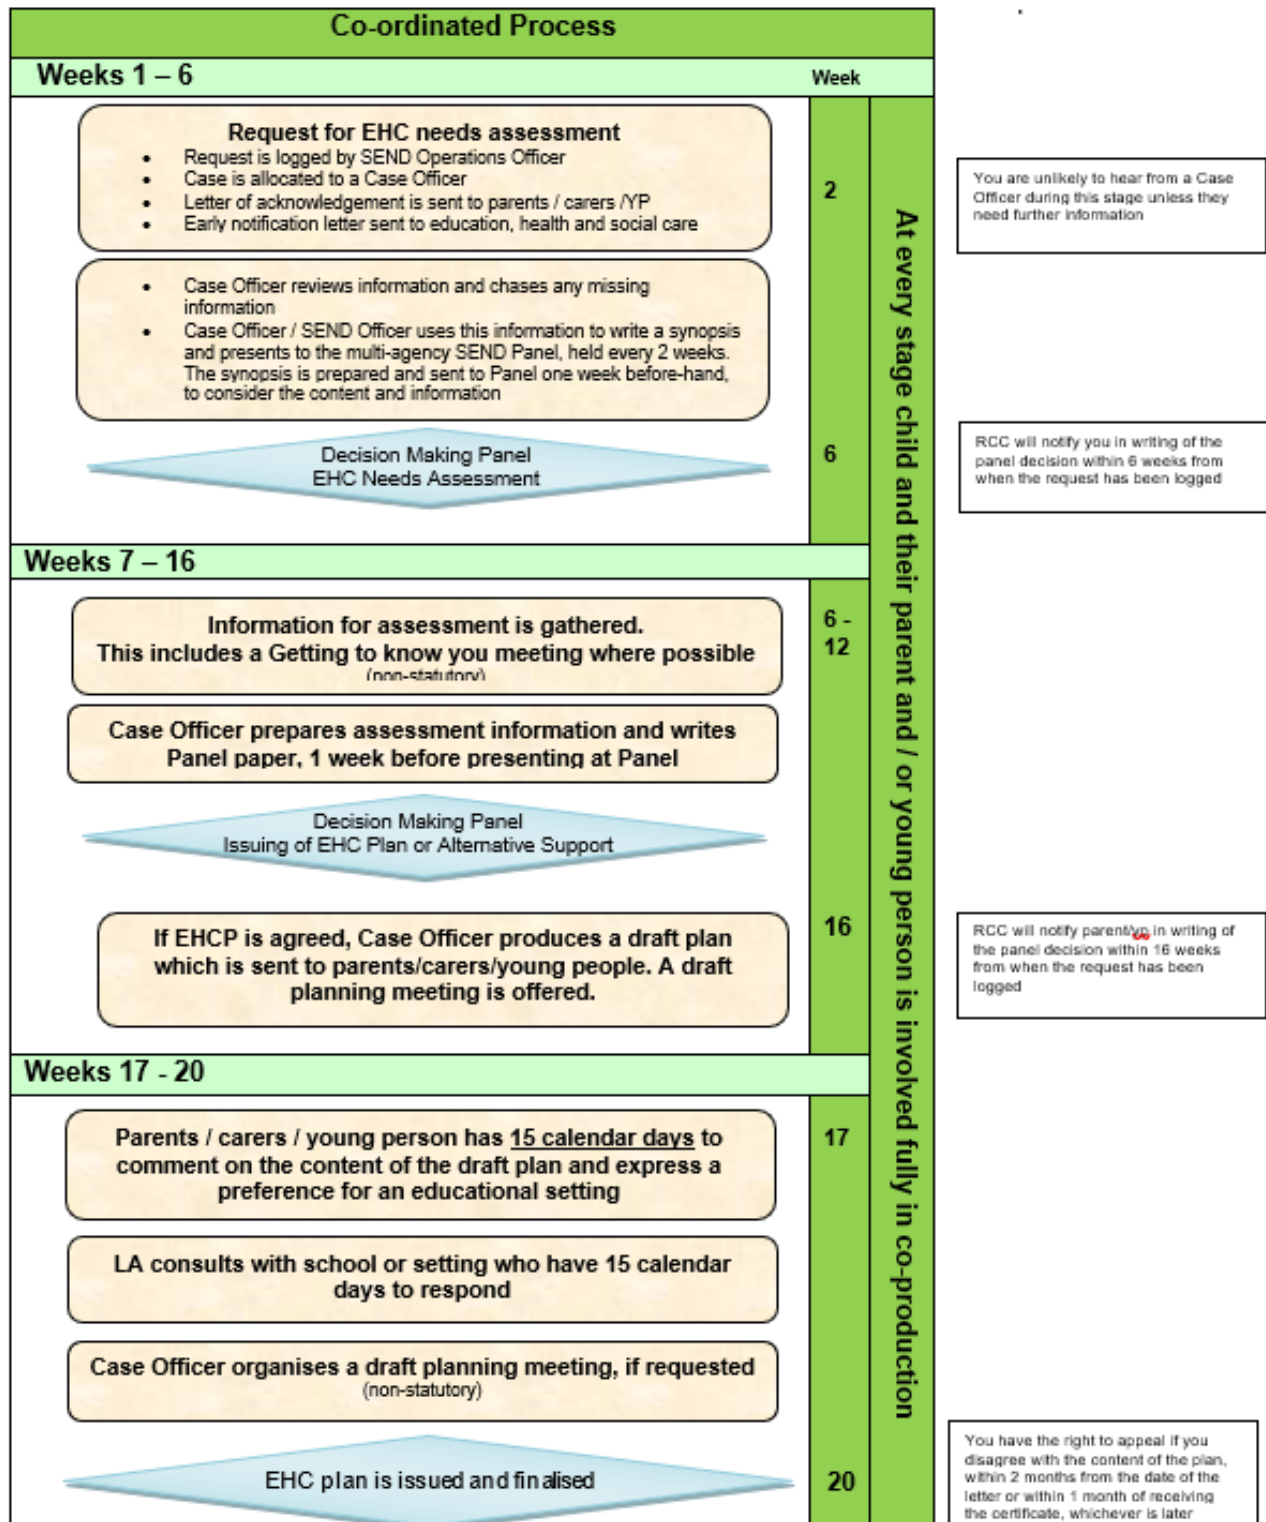 Co-ordinated Process
Weeks 1 – 6
Week
Request for EHC needs assessment
• Request is logged by SEND Operations Officer
• Case is allocated to a Case Officer
• Letter of acknowledgement is sent to parents / carers /YP
• Early notification letter sent to education, health and social care
2
You are unlikely to hear from a Case
Officer during this stage unless they
need further information
• Case Officer reviews information and chases any missing
information
• Case Officer / SEND Officer uses this information to write a synopsis
and presents to the multi-agency SEND Panel, held every 2 weeks.
The synopsis is prepared and sent to Panel one week before-hand,
to consider the content and information
Decision Making Panel
EHC Needs Assessment
6
RCC will notify you in writing of the
panel decision within 6 weeks from
when the request has been logged
At every stage child and their parent and / or young person is involved fully in co-production
Weeks 7 – 16
Information for assessment is gathered.
This includes a Getting to know you meeting where possible
(non-statutory)
6 -
12
Case Officer prepares assessment information and writes
Panel paper, 1 week before presenting at Panel
Decision Making Panel
Issuing of EHC Plan or Alternative Support
If EHCP is agreed, Case Officer produces a draft plan
which is sent to parents/carers/young people. A draft
planning meeting is offered.
16
RCC will notify parent/yp in writing of
the panel decision within 16 weeks
from when the request has been
logged
Weeks 17 - 20
Parents / carers / young person has 15 calendar days to
comment on the content of the draft plan and express a
preference for an educational setting
17
LA consults with school or setting who have 15 calendar
days to respond
Case Officer organises a draft planning meeting, if requested
(non-statutory)
EHC plan is issued and finalised
20
You have the right to appeal if you
disagree with the content of the plan,
within 2 months from the date of the
letter or within 1 month of receiving
the certificate, whichever is later